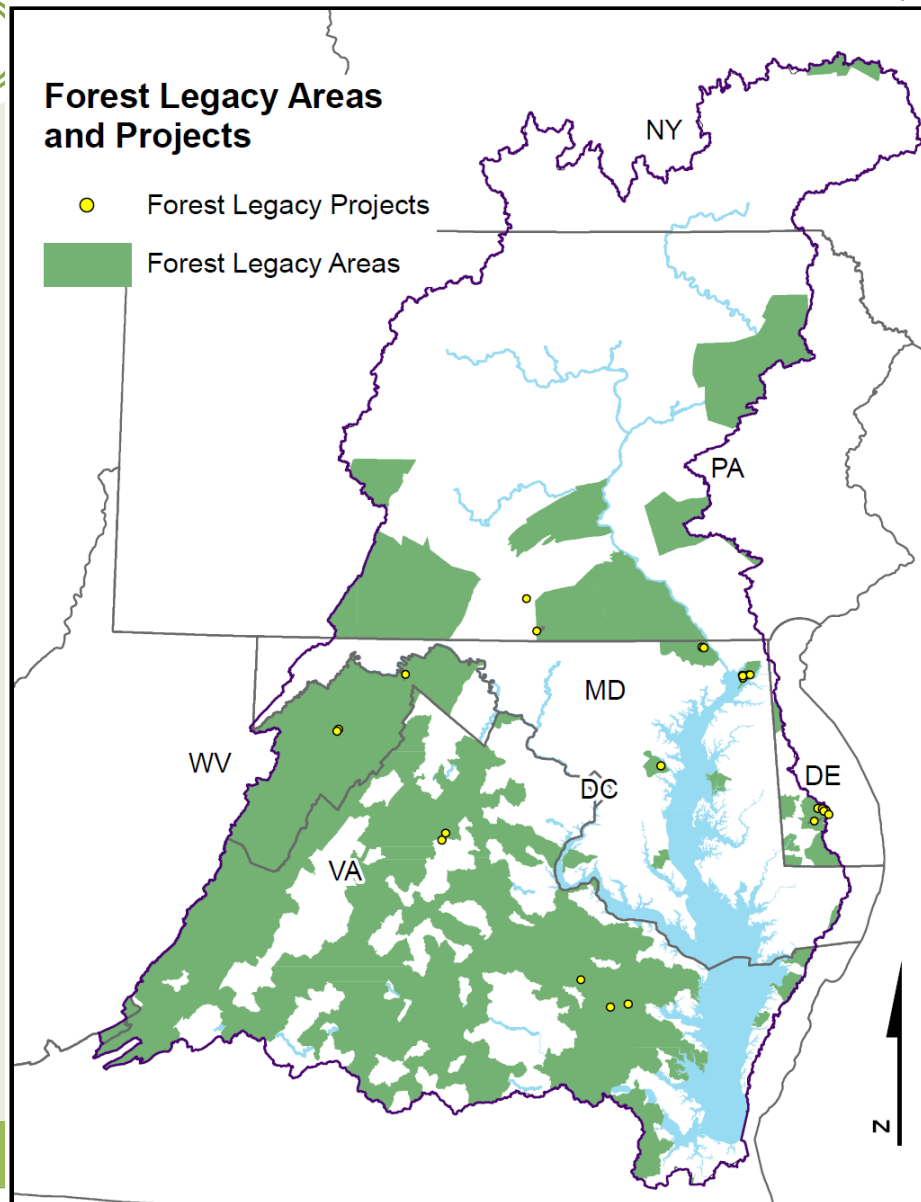 Forest Legacy Areas
and Projects
Forest Legacy Projects
Forest Legacy Areas
NY
PA
MD
WV
DC
DE
VA
N